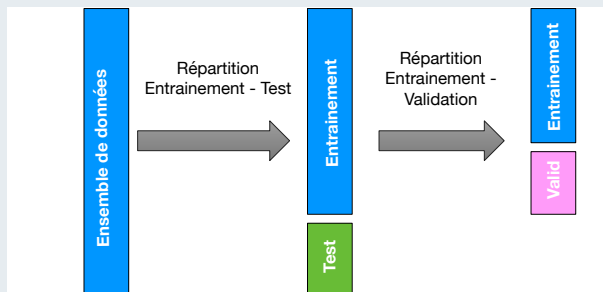 Ensemble de données
Répartition
Entrainement - Test
Entrainement
Test
Répartition
Entrainement -
Validation
Entrainement
Valid